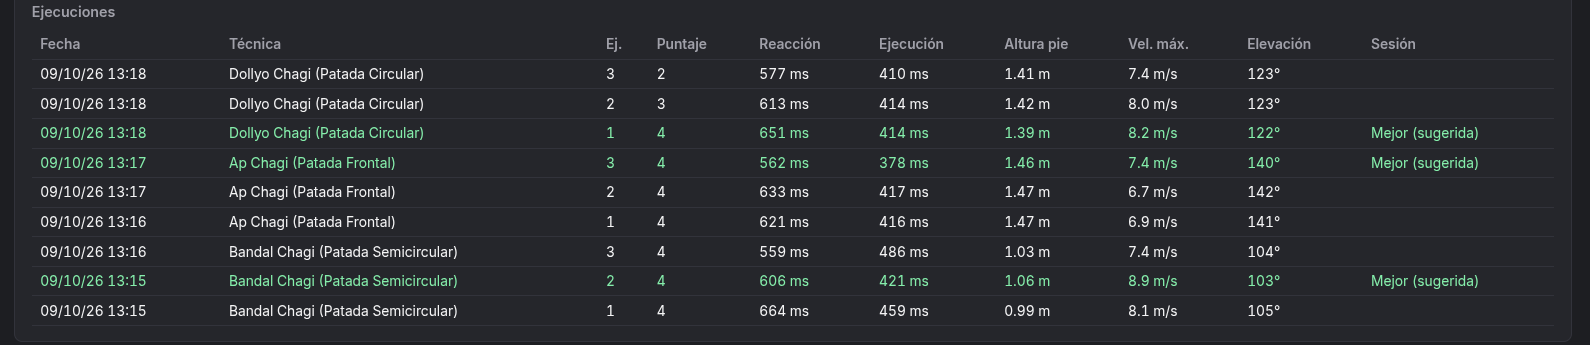 Ejecuciones
Fecha Técnica Ej. Puntaje Reacción Ejecución Altura pie Vel. máx. Elevación Sesión
09/10/26 13:18 Dollyo Chagi (Patada Circular) 3 2 577 ms 410 ms 1.41 m 7.4 m/s 123°
09/10/26 13:18 Dollyo Chagi (Patada Circular) 2 3 613 ms 414 ms 1.42 m 8.0 m/s 123°
09/10/26 13:18 Dollyo Chagi (Patada Circular) 1 4 651 ms 414 ms 1.39 m 8.2 m/s 122° Mejor (sugerida)
09/10/26 13:17 Ap Chagi (Patada Frontal) 3 4 562 ms 378 ms 1.46 m 7.4 m/s 140° Mejor (sugerida)
09/10/26 13:17 Ap Chagi (Patada Frontal) 2 4 633 ms 417 ms 1.47 m 6.7 m/s 142°
09/10/26 13:16 Ap Chagi (Patada Frontal) 1 4 621 ms 416 ms 1.47 m 6.9 m/s 141°
09/10/26 13:16 Bandal Chagi (Patada Semicircular) 3 4 559 ms 486 ms 1.03 m 7.4 m/s 104°
09/10/26 13:15 Bandal Chagi (Patada Semicircular) 2 4 606 ms 421 ms 1.06 m 8.9 m/s 103° Mejor (sugerida)
09/10/26 13:15 Bandal Chagi (Patada Semicircular) 1 4 664 ms 459 ms 0.99 m 8.1 m/s 105°